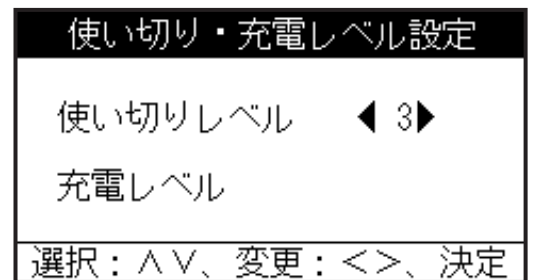 使い切り・充電レベル設定
使い切りレベル ◀ 3▶
充電レベル
選択：∧∨、変更：<>、決定